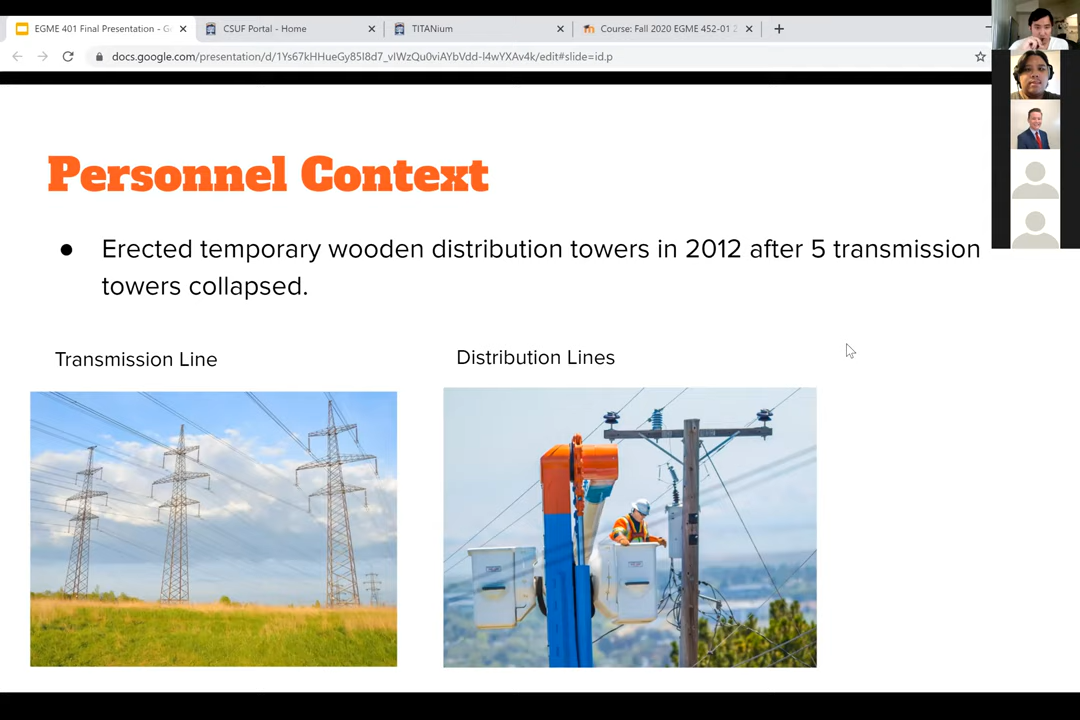 EGME 401 Final Presentation - G
CSUF Portal - Home
TITANium
Course: Fall 2020 EGME 452-01 2
docs.google.com/presentation/d/1Ys67kHHueGy85I8d7_vIWzQu0viAYbVdd-l4wYXAv4k/edit#slide=id.p
Personnel Context
● Erected temporary wooden distribution towers in 2012 after 5 transmission
towers collapsed.
Transmission Line
Distribution Lines